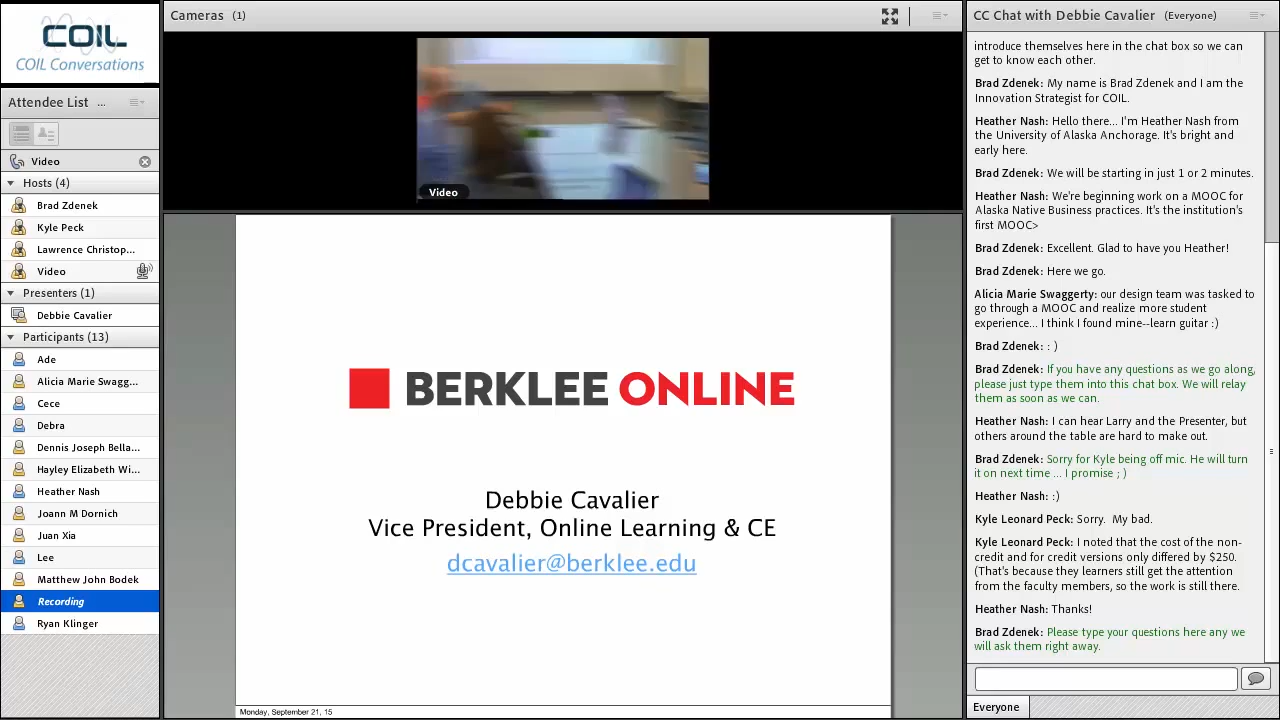 COIL
COIL Conversations
Attendee List ...
Video
Hosts (4)
Brad Zdenek
Kyle Peck
Lawrence Christop...
Video
Presenters (1)
Debbie Cavalier
Participants (13)
Ade
Alicia Marie Swagg...
Cece
Debra
Dennis Joseph Bella...
Hayley Elizabeth Wi...
Heather Nash
Joann M Dornich
Juan Xia
Lee
Matthew John Bodek
Recording
Ryan Klinger
Cameras (1)
Video
BERKLEE ONLINE
Debbie Cavalier
Vice President, Online Learning & CE
dcavalier@berklee.edu
Monday, September 21, 15
CC Chat with Debbie Cavalier (Everyone)
introduce themselves here in the chat box so we can
get to know each other.
Brad Zdenek: My name is Brad Zdenek and I am the
Innovation Strategist for COIL.
Heather Nash: Hello there... I'm Heather Nash from
the University of Alaska Anchorage. It's bright and
early here.
Brad Zdenek: We will be starting in just 1 or 2 minutes.
Heather Nash: We're beginning work on a MOOC for
Alaska Native Business practices. It's the institution's
first MOOC>
Brad Zdenek: Excellent. Glad to have you Heather!
Brad Zdenek: Here we go.
Alicia Marie Swaggerty: our design team was tasked to
go through a MOOC and realize more student
experience... I think I found mine--learn guitar :)
Brad Zdenek: : )
Brad Zdenek: If you have any questions as we go along,
please just type them into this chat box. We will relay
them as soon as we can.
Heather Nash: I can hear Larry and the Presenter, but
others around the table are hard to make out.
Brad Zdenek: Sorry for Kyle being off mic. He will turn
it on next time ... I promise ; )
Heather Nash: :)
Kyle Leonard Peck: Sorry. My bad.
Kyle Leonard Peck: I noted that the cost of the non-
credit and for credit versions only offered by $250.
(That's because they learners still get the attention
from the faculty members, so the work is still there.
Heather Nash: Thanks!
Brad Zdenek: Please type your questions here any we
will ask them right away.
Everyone